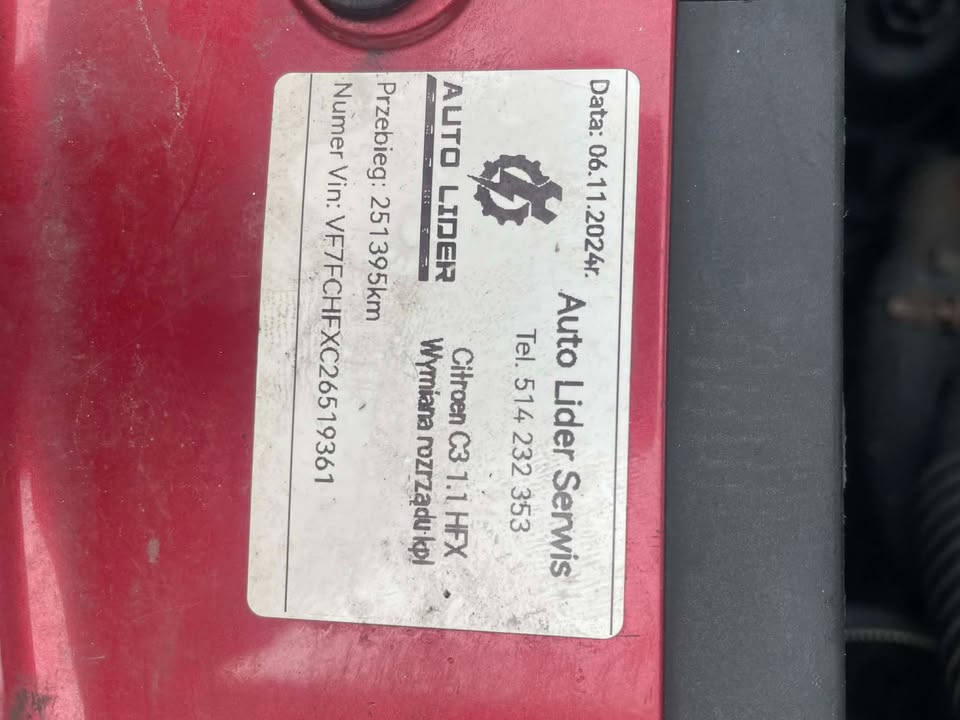 Data: 06.11.2024r.
Auto Lider Serwis
Tel. 514 232 353
AUTO LIDER
Citroen C3 1.1 HFX
Wymiana rozrządu kpl
Przebieg: 251395km
Numer Vin: VF7FCHFXC26519361